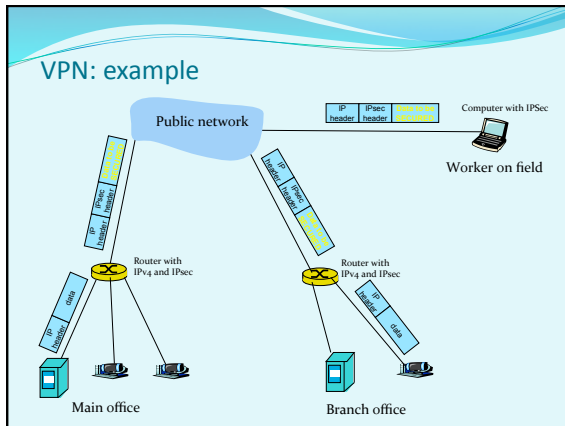 VPN: example
Public network
IP
header
IPsec
header
Computer with IPSec
Worker on field
IP
header
IPsec
header
IP
header
IPsec
header
Router with
IPv4 and IPsec
Router with
IPv4 and IPsec
IP
header
data
IP
header
data
Main office
Branch office